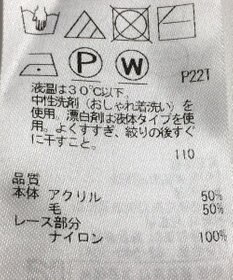 P W P22T
液温は30℃以下、
中性洗剤（おしゃれ着洗い）を
使用。漂白剤は液体タイプを使
用。よくすすぎ、絞りの後すぐ
に干すこと。
110
品質
本体 アクリル 50%
毛 50%
レース部分
ナイロン 100%